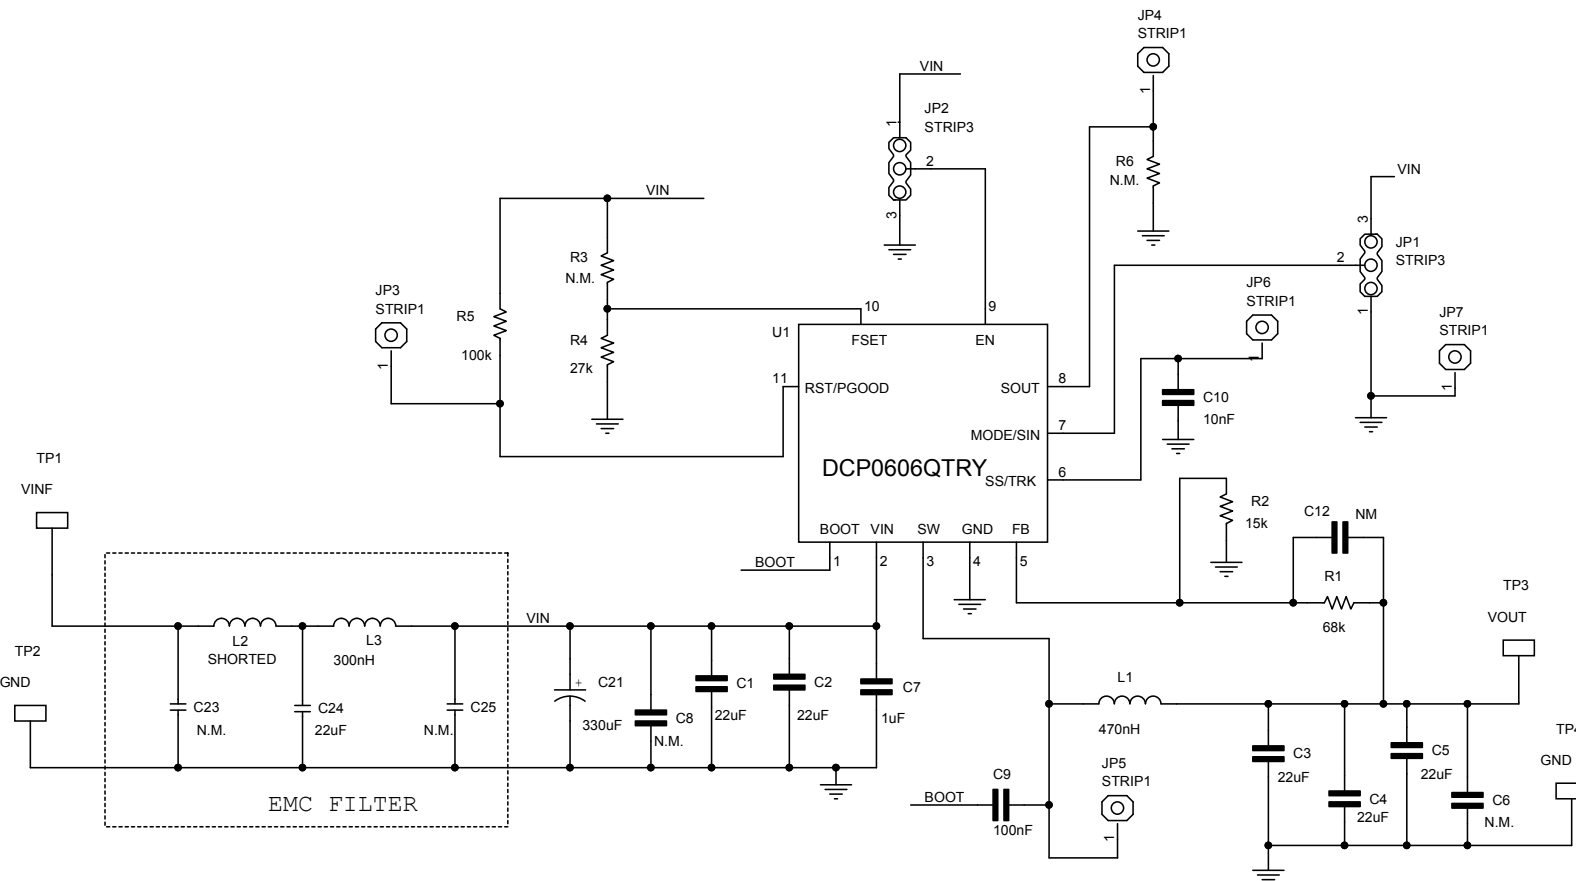 JP4
STRIP1
1
VIN
JP2
STRIP3
1
2
3
R6
N.M.
VIN
3
JP1
STRIP3
2
1
VIN
R3
N.M.
JP3
STRIP1
1
R5
100k
R4
27k
JP6
STRIP1
1
JP7
STRIP1
1
10
9
U1
FSET
EN
11
RST/PGOOD
SOUT
8
C10
10nF
MODE/SIN
7
DCP0606QTRY
SS/TRK
6
BOOT
VIN
SW
GND
FB
BOOT
1
2
3
4
5
R2
15k
C12
NM
R1
68k
TP1
VINF
TP2
GND
L2
SHORTED
L3
300nH
VIN
C23
N.M.
C24
22uF
C25
N.M.
EMC FILTER
C21
+
330uF
C8
N.M.
C1
22uF
C2
22uF
C7
1uF
TP3
VOUT
L1
470nH
JP5
STRIP1
1
BOOT
C9
100nF
C3
22uF
C4
22uF
C5
22uF
C6
N.M.
TP4
GND